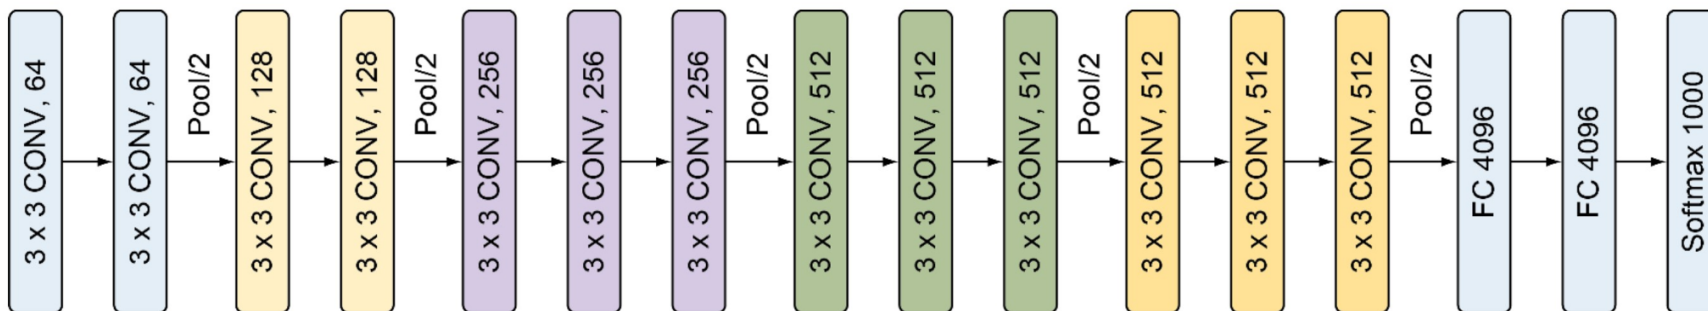 3 x 3 CONV, 64
3 x 3 CONV, 64
Pool/2
3 x 3 CONV, 128
3 x 3 CONV, 128
Pool/2
3 x 3 CONV, 256
3 x 3 CONV, 256
3 x 3 CONV, 256
Pool/2
3 x 3 CONV, 512
3 x 3 CONV, 512
3 x 3 CONV, 512
Pool/2
3 x 3 CONV, 512
3 x 3 CONV, 512
3 x 3 CONV, 512
Pool/2
FC 4096
FC 4096
Softmax 1000